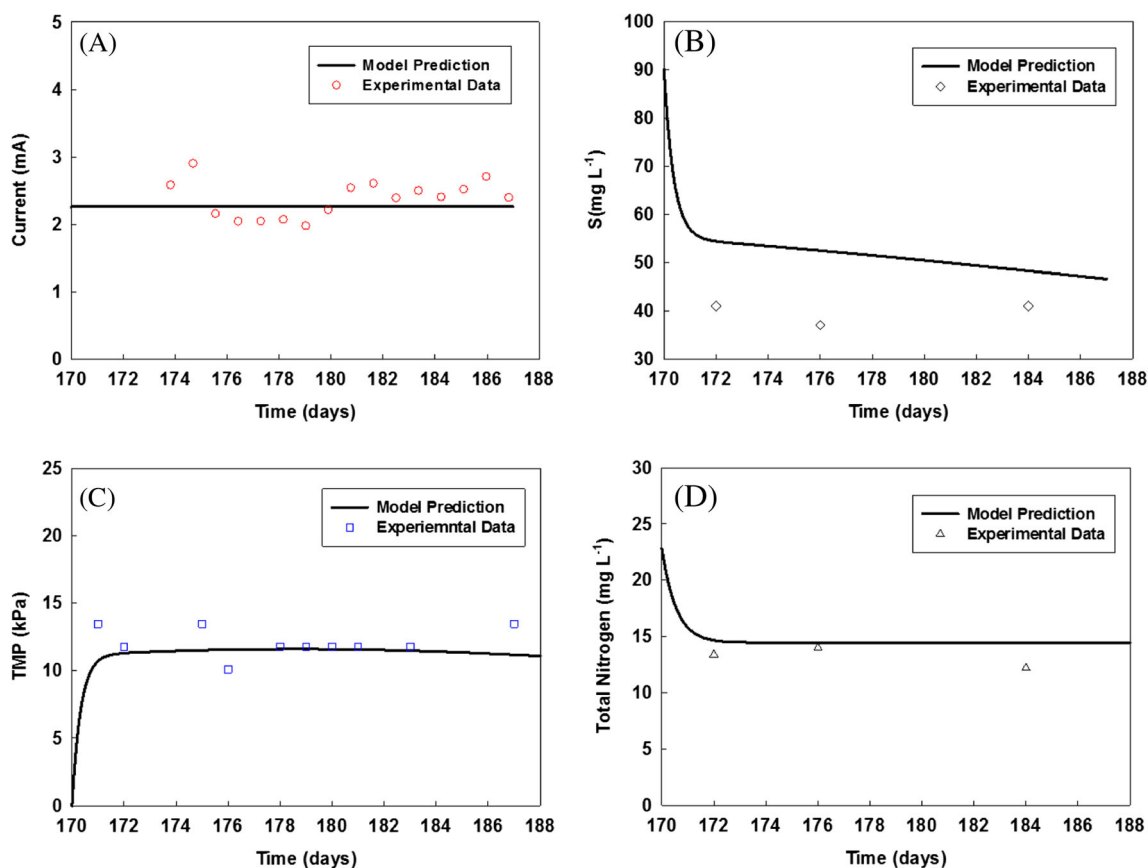 (A)
Model Prediction
Experimental Data
Current (mA)
5
4
3
2
1
0
170 172 174 176 178 180 182 184 186 188
Time (days)
(B)
Model Prediction
Experimental Data
S(mg L-1)
100
90
80
70
60
50
40
30
170 172 174 176 178 180 182 184 186 188
Time (days)
(C)
Model Prediction
Experiemntal Data
TMP (kPa)
25
20
15
10
5
0
170 172 174 176 178 180 182 184 186 188
Time (days)
(D)
Model Prediction
Experimental Data
Total Nitrogen (mg L-1)
30
25
20
15
10
5
0
170 172 174 176 178 180 182 184 186 188
Time (days)